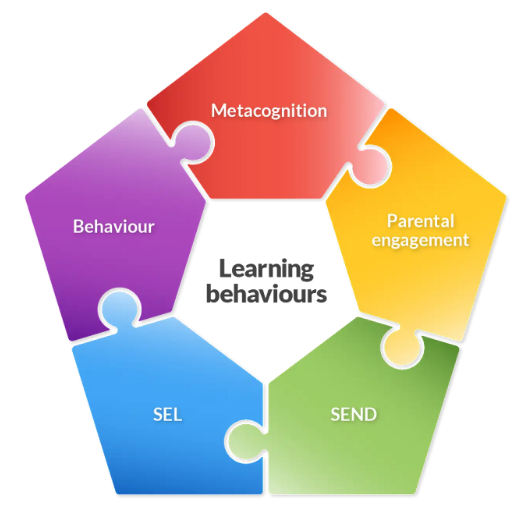 Metacognition
Behaviour
Parental
engagement
Learning
behaviours
SEL
SEND